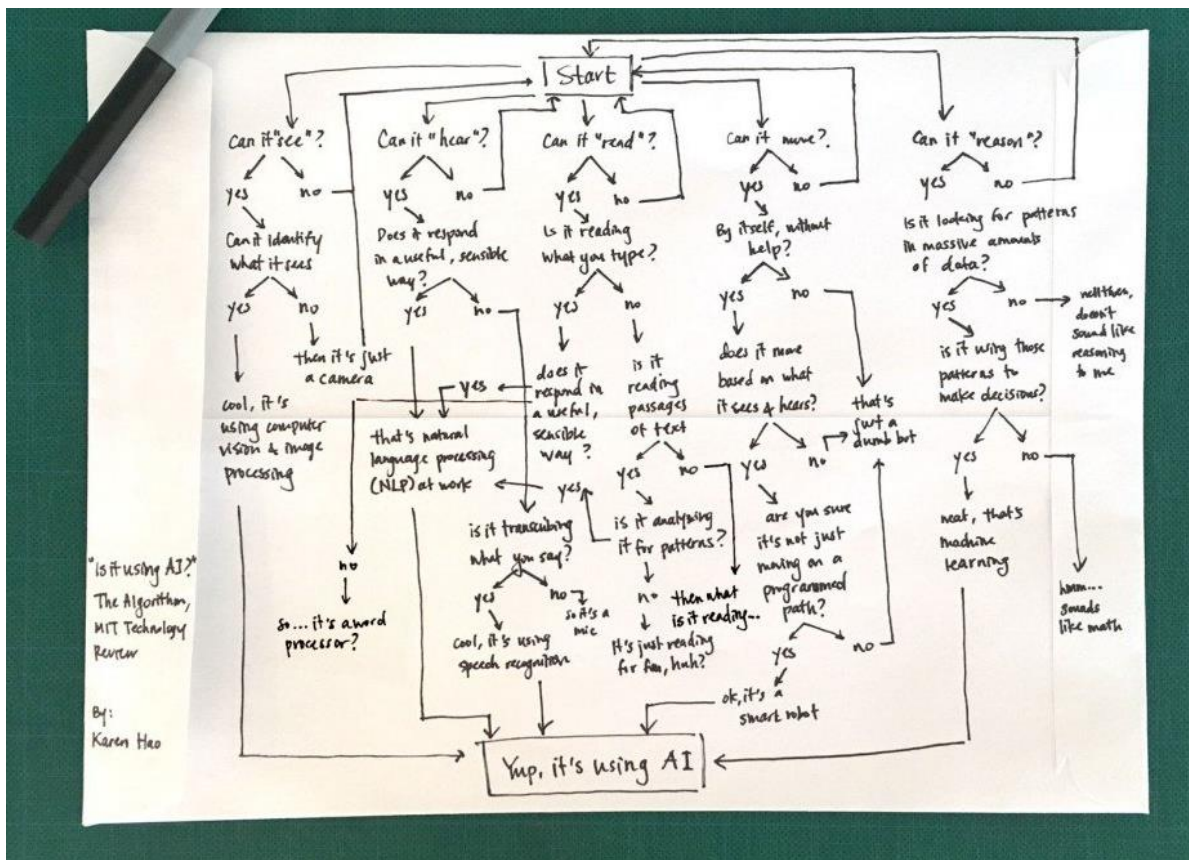 Start
Can it "see"?
yes
no
Can it identify
what it sees
yes
no
then it's just
a camera
cool, it's
using computer
vision & image
processing
Can it "hear"?
yes
no
Does it respond
in a useful, sensible
way?
yes
no
that's natural
language processing
(NLP) at work
is it transcribing
what you say?
yes
no
so it's a
mic
cool, it's using
speech recognition
Can it "read"?
yes
no
Is it reading
what you type?
yes
no
does it
respond in
a useful,
sensible
way?
yes
no
so... it's a word
processor?
is it
reading
passages
of text
yes
no
is it analyzing
it for patterns?
yes
no
It's just reading
for fun, huh?
then what
is it reading...
Can it move?
yes
no
By itself, without
help?
yes
no
does it move
based on what
it sees & hears?
yes
no
that's
just a
dumb bot
are you sure
it's not just
moving on a
programmed
path?
yes
no
ok, it's a
smart robot
Can it "reason"?
yes
no
Is it looking for patterns
in massive amounts
of data?
yes
no
doesn't
sound like
reasoning
to me
is it using those
patterns to
make decisions?
yes
no
neat, that's
machine
learning
hmm...
sounds
like math
Yup, it's using AI
"Is it using AI?"
The Algorithm,
MIT Technology
Review
By:
Karen Hao